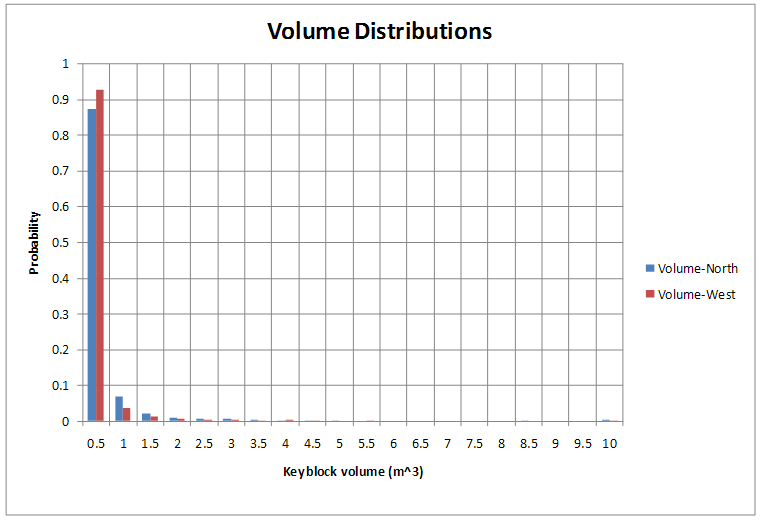 Volume Distributions
1
0.9
0.8
0.7
0.6
0.5
0.4
0.3
0.2
0.1
0
Probability
0.5 1 1.5 2 2.5 3 3.5 4 4.5 5 5.5 6 6.5 7 7.5 8 8.5 9 9.5 10
Keyblock volume (m^3)
Volume-North
Volume-West